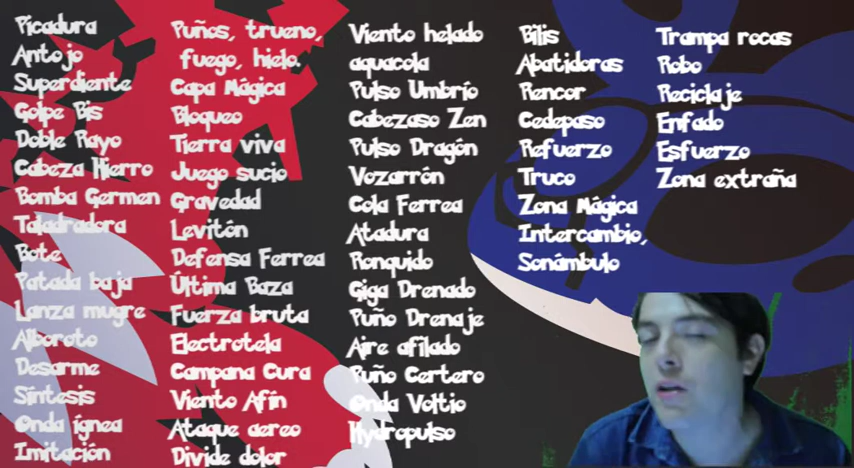 Picadura
Antojo
Superdiente
Golpe Bis
Doble Rayo
Cabeza Hierro
Bomba Germen
Taladradora
Bote
Patada baja
Lanza mugre
Alboroto
Desarme
Síntesis
Onda ígnea
Imitación
Puños, trueno,
fuego, hielo.
Capa Mágica
Bloqueo
Tierra viva
Juego sucio
Gravedad
Levitón
Defensa Ferrea
Última Baza
Fuerza bruta
Electrotela
Campana Cura
Viento Afín
Ataque aereo
Divide dolor
Viento helado
aquacola
Pulso Umbrío
Cabezaso Zen
Pulso Dragón
Vozarrón
Cola Ferrea
Atadura
Ronquido
Giga Drenado
Puño Drenaje
Aire afilado
Puño Certero
Onda Voltio
Hydropulso
Bilis
Abatidoras
Rencor
Cedepaso
Refuerzo
Truco
Zona Mágica
Intercambio,
Sonámbulo
Trampa rocas
Robo
Reciclaje
Enfado
Esfuerzo
Zona extraña